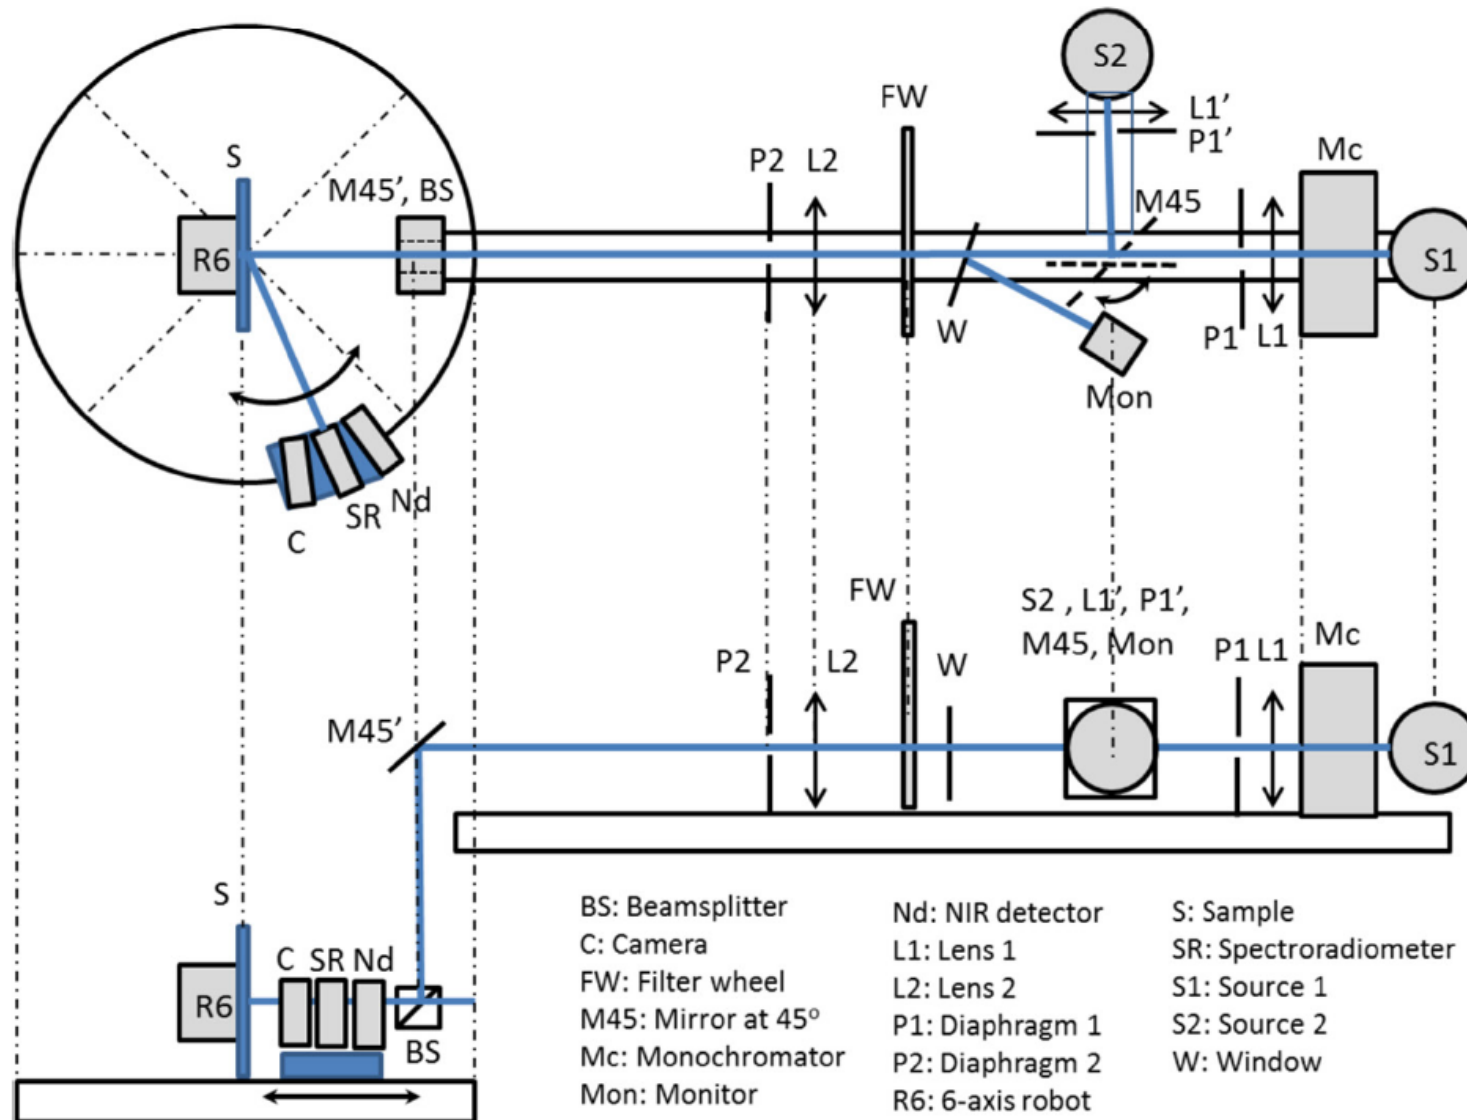 S2
FW
L1’
P1’
S
P2 L2
Mc
M45’, BS
M45
R6
S1
W
P1 L1
Mon
Nd
SR
C
FW
S2 , L1’, P1’,
M45, Mon
Mc
P2
L2
W
P1 L1
M45’
S1
S
C SR Nd
R6
BS
BS: Beamsplitter
C: Camera
FW: Filter wheel
M45: Mirror at 45º
Mc: Monochromator
Mon: Monitor
Nd: NIR detector
L1: Lens 1
L2: Lens 2
P1: Diaphragm 1
P2: Diaphragm 2
R6: 6-axis robot
S: Sample
SR: Spectroradiometer
S1: Source 1
S2: Source 2
W: Window